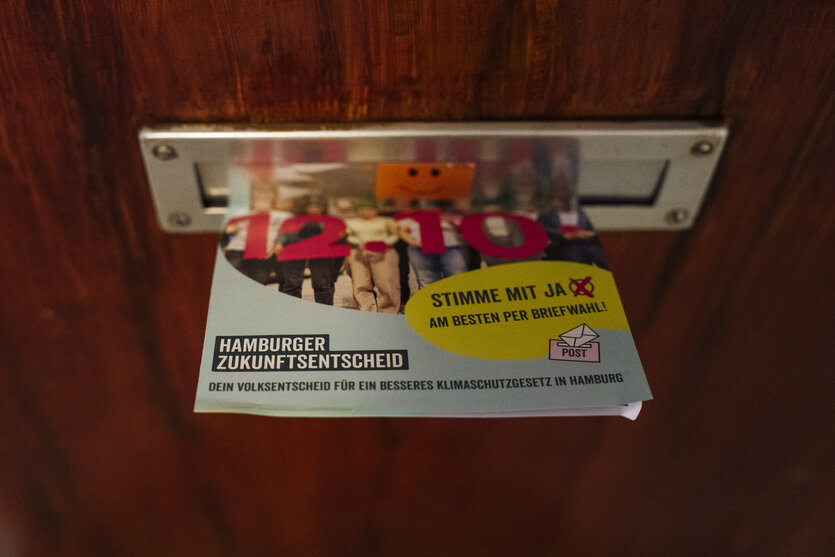 12.10
STIMME MIT JA
AM BESTEN PER BRIEFWAHL!
POST
HAMBURGER
ZUKUNFTSENTSCHEID
DEIN VOLKSENTSCHEID FÜR EIN BESSERES KLIMASCHUTZGESETZ IN HAMBURG